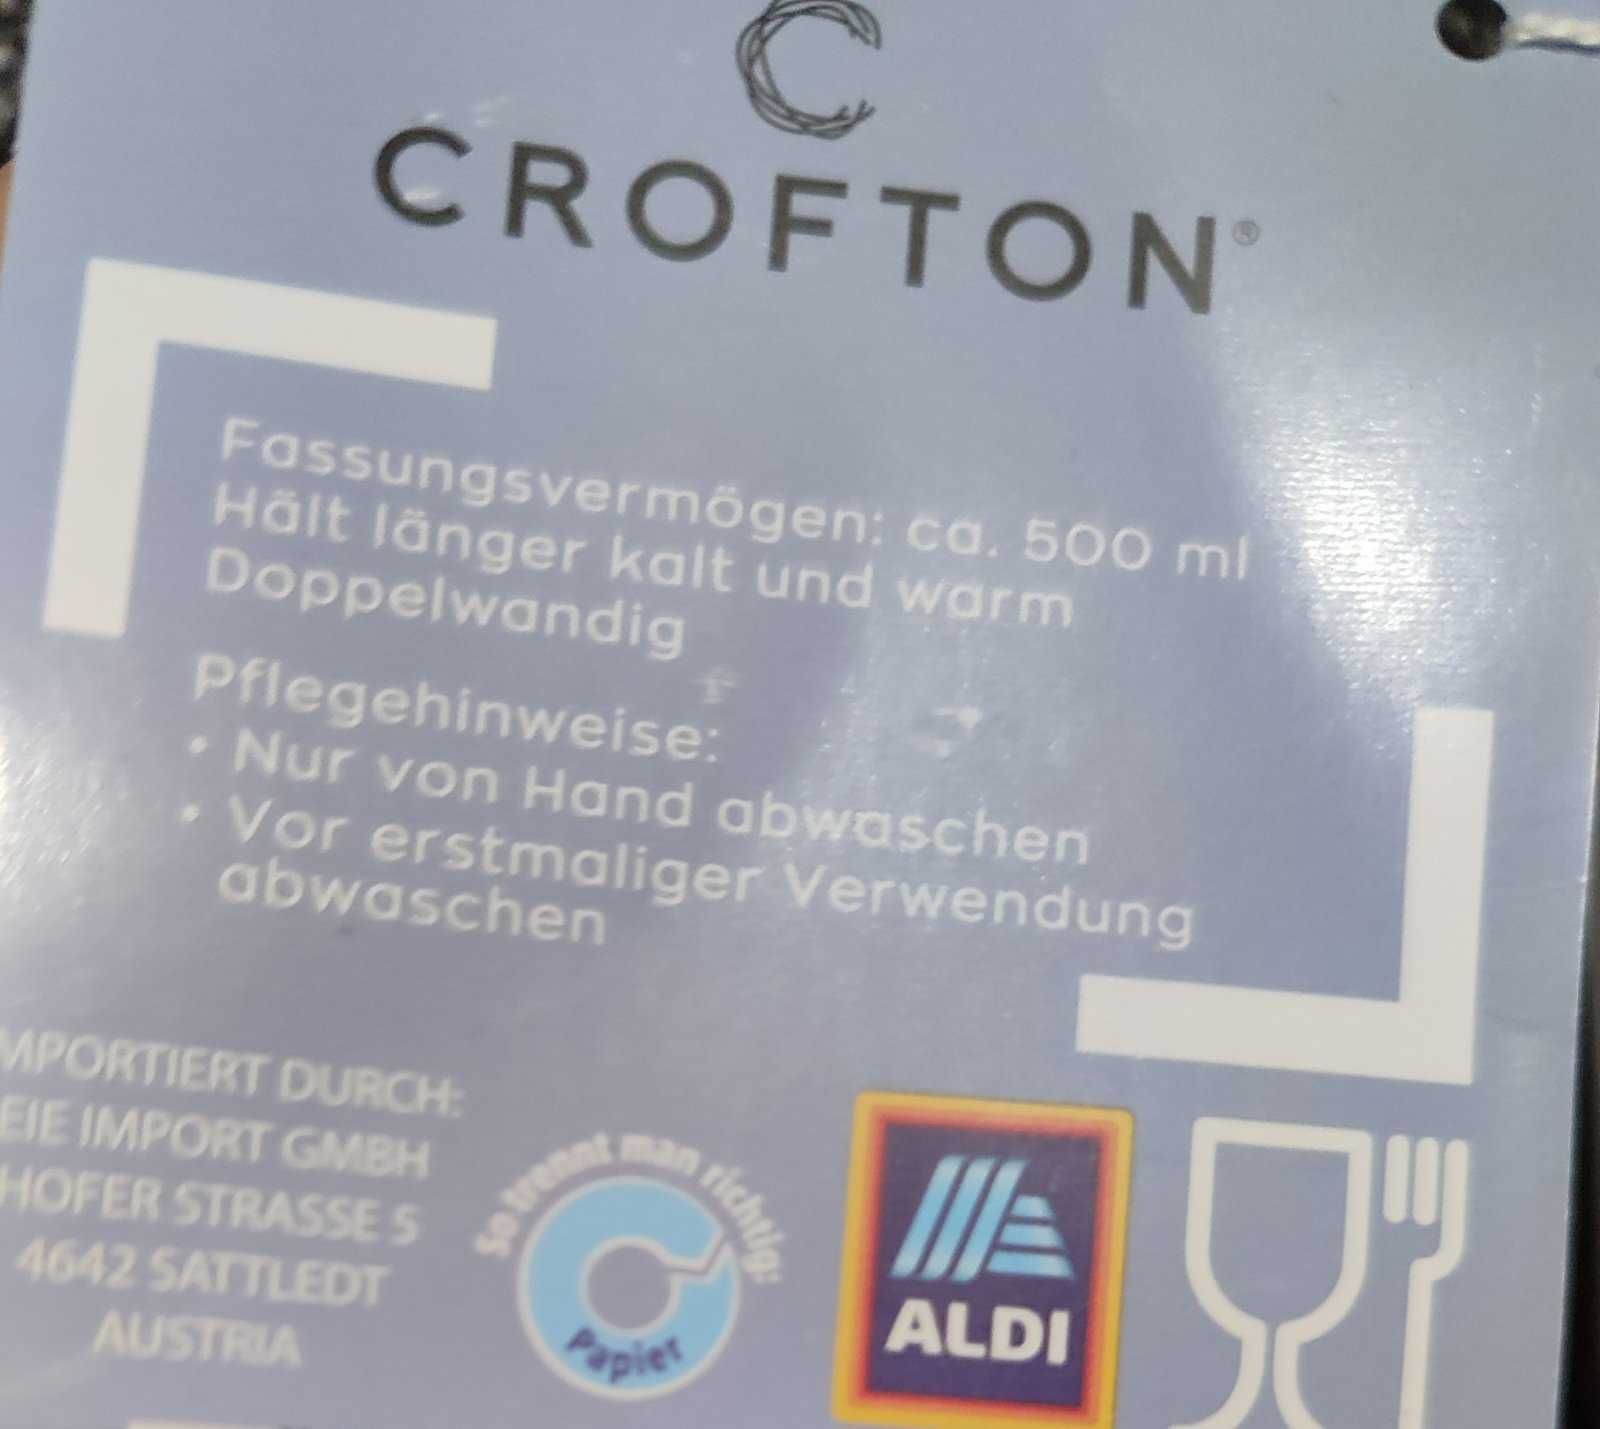 CROFTON®
Fassungsvermögen: ca. 500 ml
Hält länger kalt und warm
Doppelwandig
Pflegehinweise:
• Nur von Hand abwaschen
• Vor erstmaliger Verwendung
abwaschen
MPORTIERT DURCH:
EIE IMPORT GMBH
HOFER STRASSE 5
4642 SATTLEDT
AUSTRIA
So trennt man richtig:
Papier
ALDI